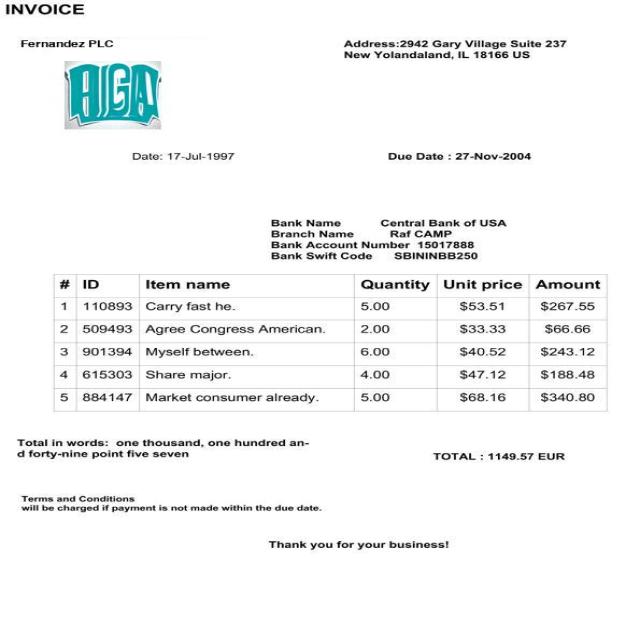 INVOICE
Fernandez PLC
Address:2942 Gary Village Suite 237
New Yolandaland, IL 18166 US
AIGA
Date: 17-Jul-1997
Due Date : 27-Nov-2004
Bank Name Central Bank of USA
Branch Name Raf CAMP
Bank Account Number 15017888
Bank Swift Code SBININBB250
# ID Item name Quantity Unit price Amount
1 110893 Carry fast he. 5.00 $53.51 $267.55
2 509493 Agree Congress American. 2.00 $33.33 $66.66
3 901394 Myself between. 6.00 $40.52 $243.12
4 615303 Share major. 4.00 $47.12 $188.48
5 884147 Market consumer already. 5.00 $68.16 $340.80
Total in words: one thousand, one hundred an-
d forty-nine point five seven
TOTAL : 1149.57 EUR
Terms and Conditions
will be charged if payment is not made within the due date.
Thank you for your business!